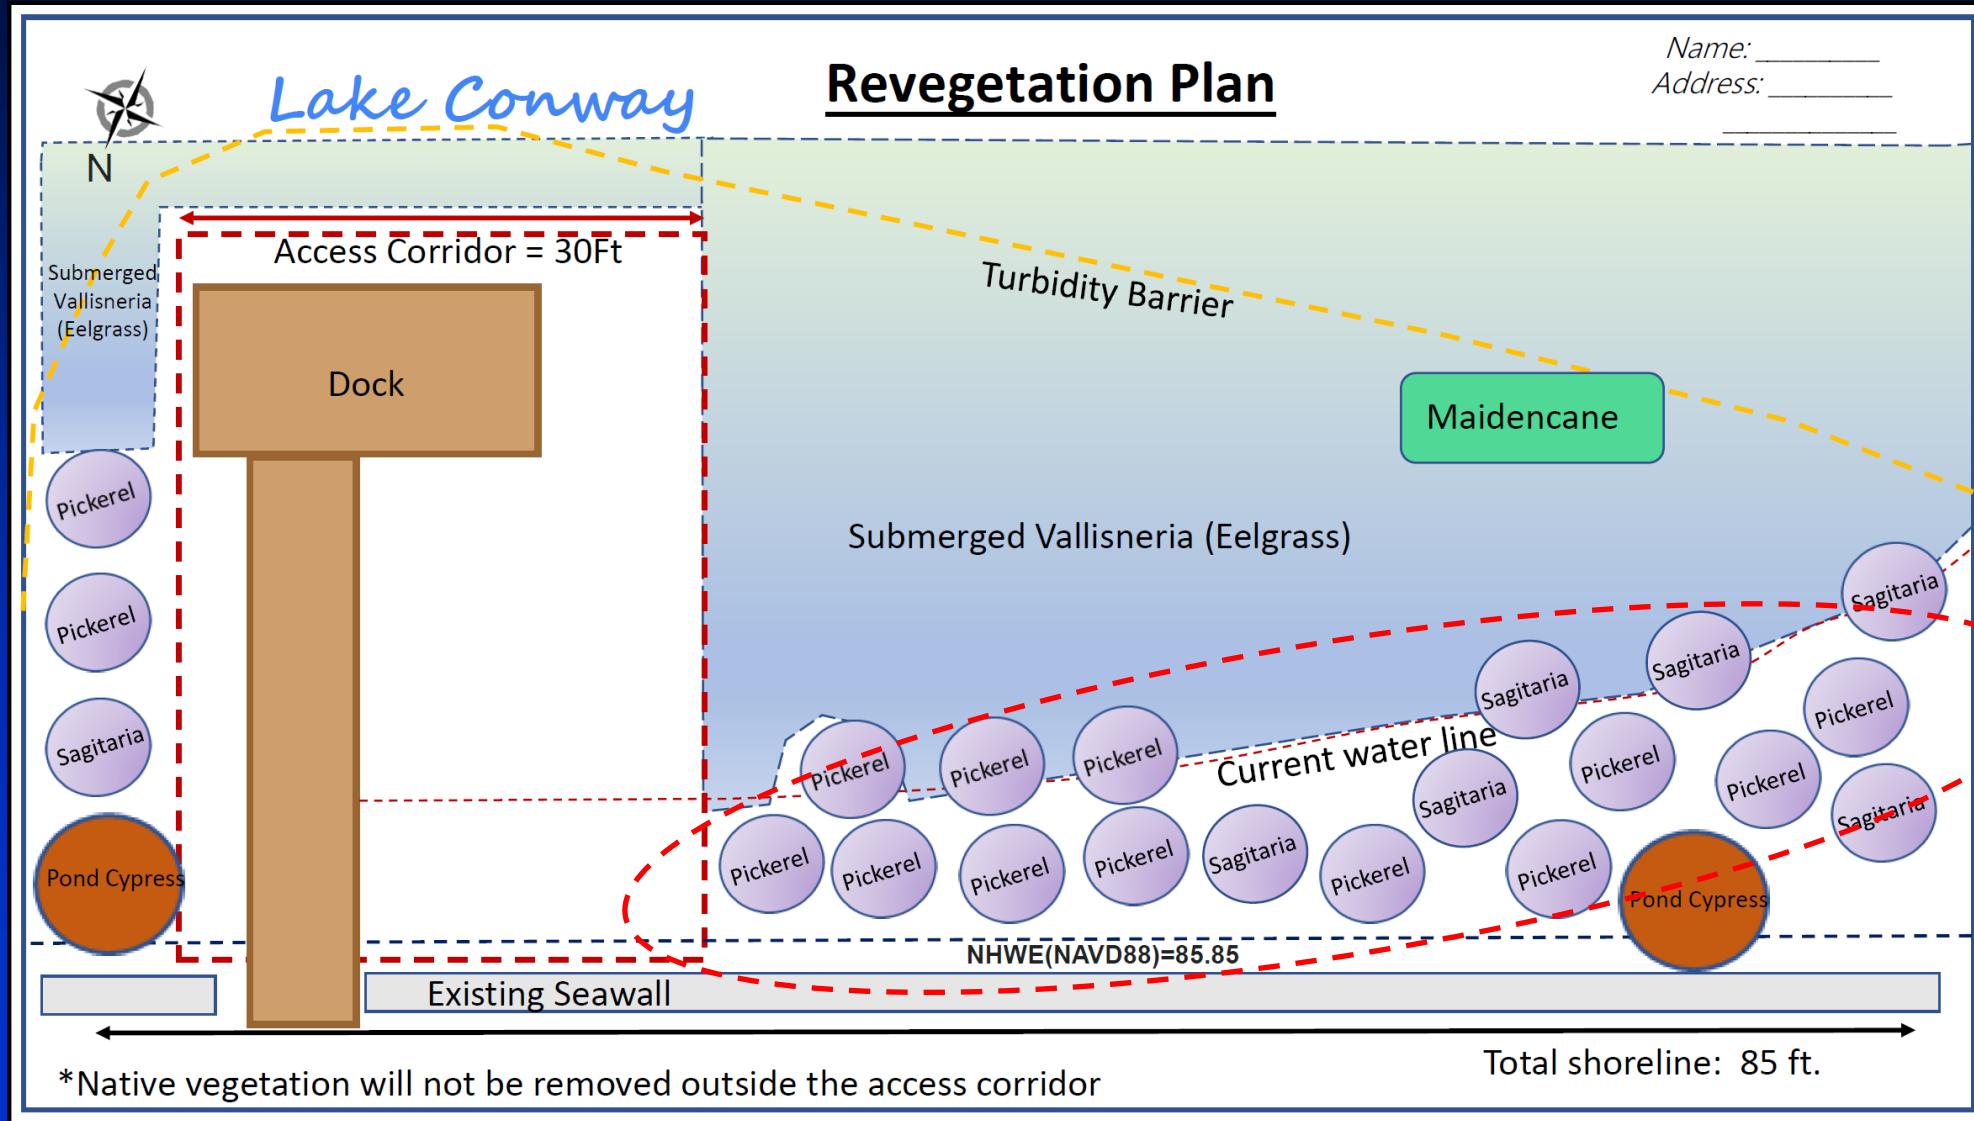 Name: __________
Address: __________
______________
Lake Conway
Revegetation Plan
N
Access Corridor = 30Ft
Submerged
Vallisneria
(Eelgrass)
Turbidity Barrier
Dock
Maidencane
Pickerel
Submerged Vallisneria (Eelgrass)
Sagitaria
Pickerel
Sagitaria
Sagitaria
Pickerel
Sagitaria
Pickerel
Pickerel
Pickerel
Current water line
Pickerel
Pickerel
Sagitaria
Sagitaria
Pond Cypress
Pickerel
Pickerel
Pickerel
Pickerel
Sagitaria
Pickerel
Pickerel
Pond Cypress
NHWE(NAVD88)=85.85
Existing Seawall
Total shoreline: 85 ft.
*Native vegetation will not be removed outside the access corridor